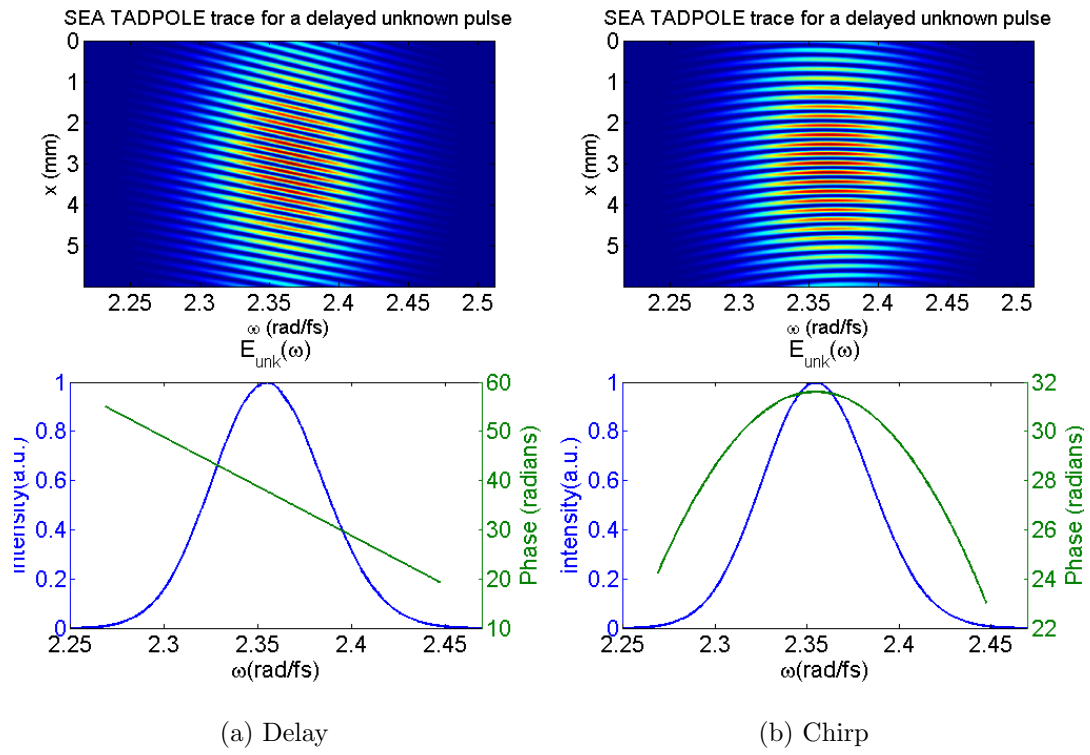 SEA TADPOLE trace for a delayed unknown pulse
0
1
2
3
4
5
x (mm)
2.25 2.3 2.35 2.4 2.45 2.5
ω (rad/fs)
E_unk(ω)
1
0.8
0.6
0.4
0.2
0
intensity(a.u.)
60
50
40
30
20
10
Phase (radians)
2.25 2.3 2.35 2.4 2.45
ω(rad/fs)
(a) Delay
SEA TADPOLE trace for a delayed unknown pulse
0
1
2
3
4
5
x (mm)
2.25 2.3 2.35 2.4 2.45 2.5
ω (rad/fs)
E_unk(ω)
1
0.8
0.6
0.4
0.2
0
intensity(a.u.)
32
30
28
26
24
22
Phase (radians)
2.25 2.3 2.35 2.4 2.45
ω(rad/fs)
(b) Chirp